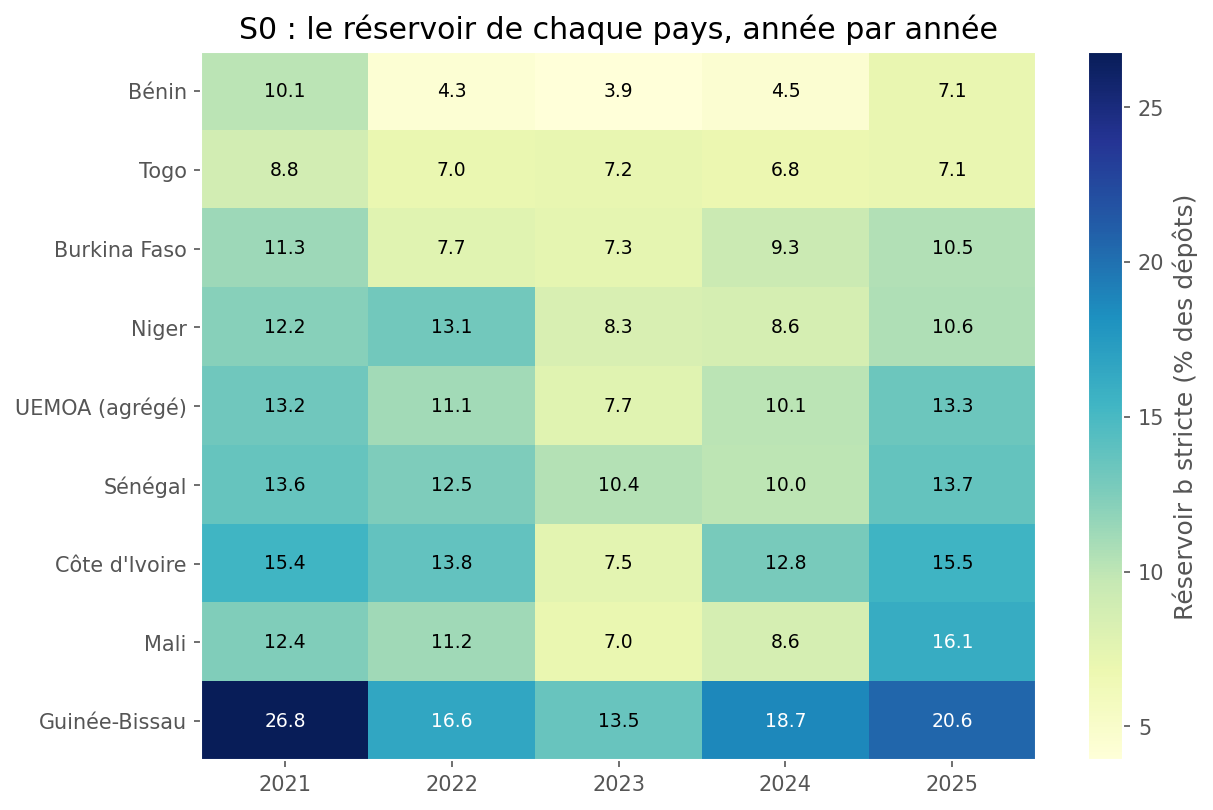 S0 : le réservoir de chaque pays, année par année
Bénin 10.1 4.3 3.9 4.5 7.1
Togo 8.8 7.0 7.2 6.8 7.1
Burkina Faso 11.3 7.7 7.3 9.3 10.5
Niger 12.2 13.1 8.3 8.6 10.6
UEMOA (agrégé) 13.2 11.1 7.7 10.1 13.3
Sénégal 13.6 12.5 10.4 10.0 13.7
Côte d'Ivoire 15.4 13.8 7.5 12.8 15.5
Mali 12.4 11.2 7.0 8.6 16.1
Guinée-Bissau 26.8 16.6 13.5 18.7 20.6
2021 2022 2023 2024 2025
25
20
15
10
5
Réservoir b stricte (% des dépôts)